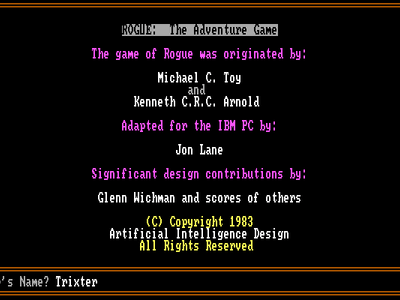 ROGUE: The Adventure Game
The game of Rogue was originated by:
Michael C. Toy
and
Kenneth C.R.C. Arnold
Adapted for the IBM PC by:
Jon Lane
Significant design contributions by:
Glenn Wichman and scores of others
(C) Copyright 1983
Artificial Intelligence Design
All Rights Reserved
's Name? Trixter